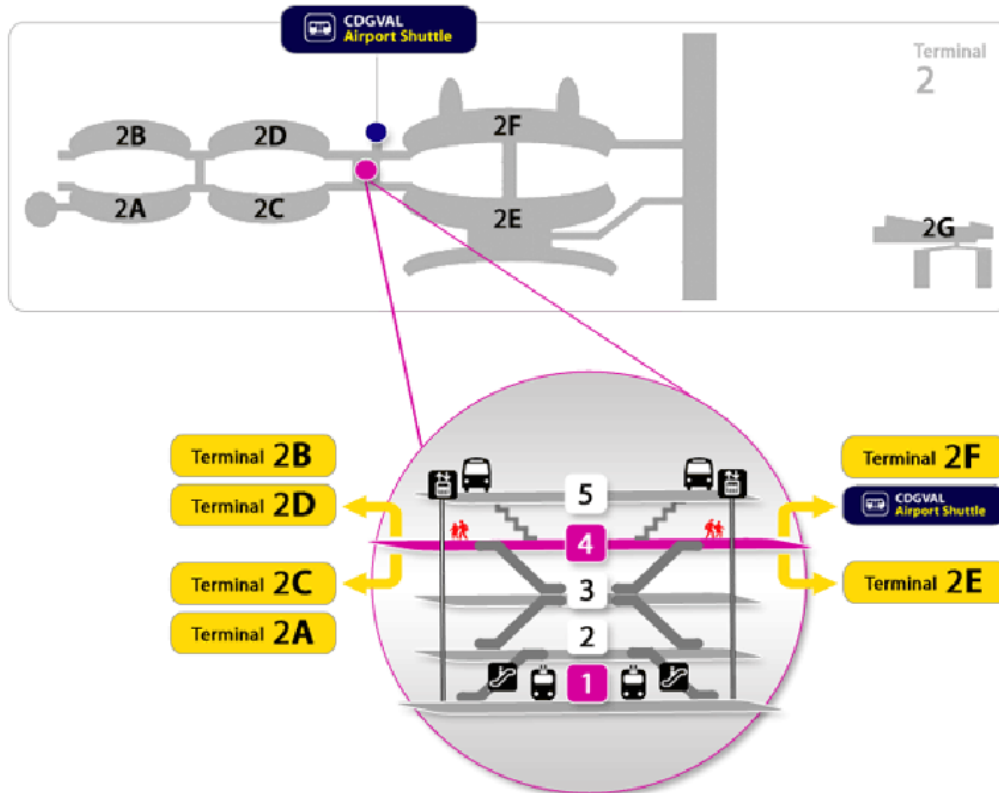 CDGVAL
Airport Shuttle
Terminal
2
2B
2D
2F
2A
2C
2E
2G
Terminal 2B
Terminal 2D
Terminal 2C
Terminal 2A
5
4
3
2
1
Terminal 2F
CDGVAL
Airport Shuttle
Terminal 2E